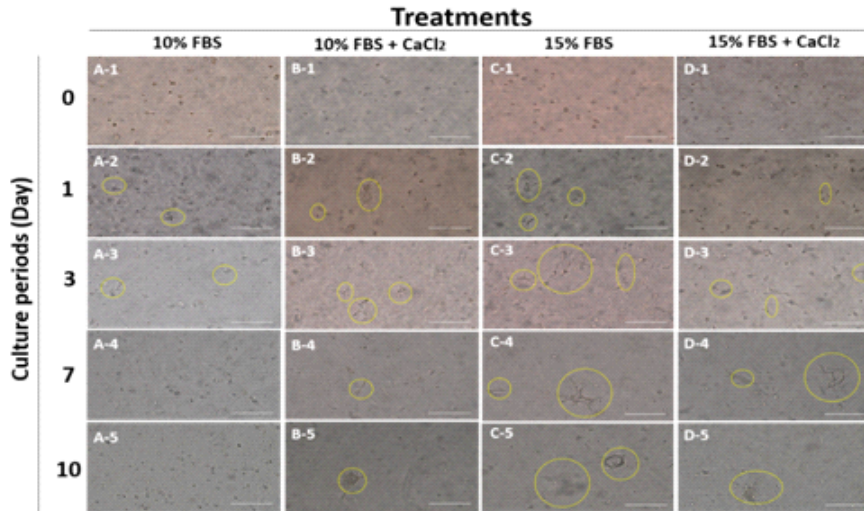 Treatments
10% FBS 10% FBS + CaCl₂ 15% FBS 15% FBS + CaCl₂
Culture periods (Day)
0 A-1 B-1 C-1 D-1
1 A-2 B-2 C-2 D-2
3 A-3 B-3 C-3 D-3
7 A-4 B-4 C-4 D-4
10 A-5 B-5 C-5 D-5